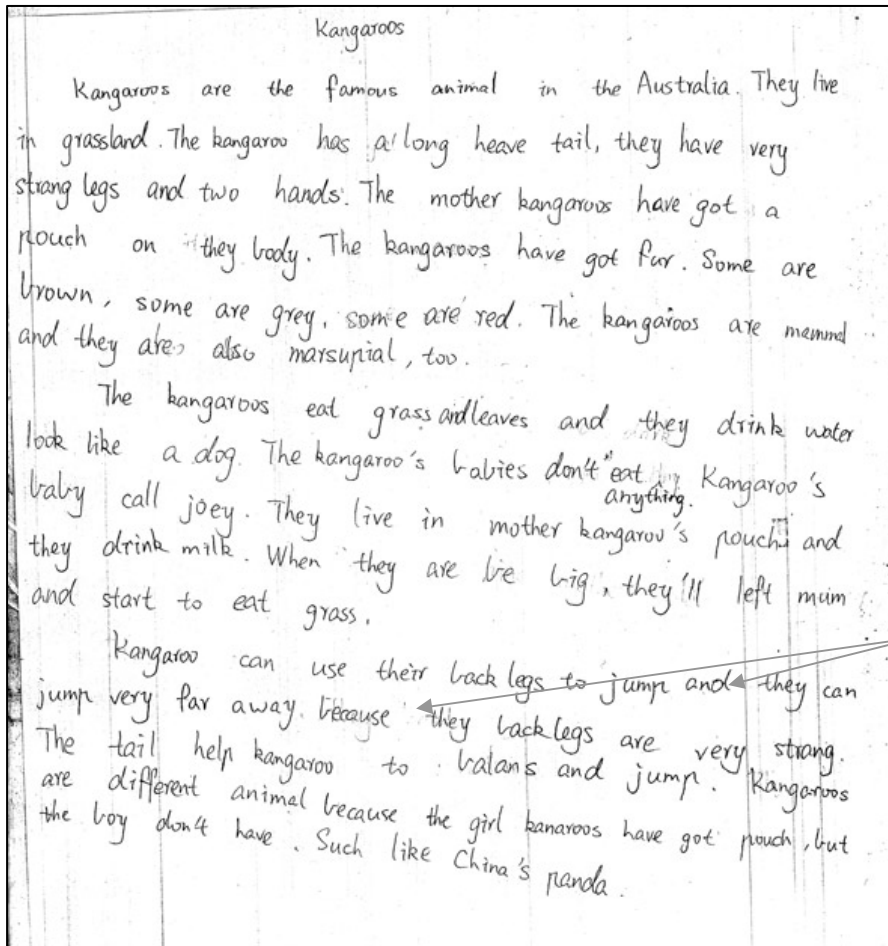 Kangaroos
Kangaroos are the famous animal in the Australia. They live
in grassland. The kangaroo has a long heave tail, they have very
strang legs and two hands. The mother kangaroos have got a
pouch on they body. The kangaroos have got fur. Some are
brown, some are grey, some are red. The kangaroos are memmal
and they are also marsupial, too.
The kangaroos eat grass and leaves and they drink water
look like a dog. The kangaroo's babies don't eat anything. Kangaroo's
baby call joey. They live in mother kangaroo's pouch and
they drink milk. When they are be big, they'll left mum
and start to eat grass.
Kangaroo can use their back legs to jump and they can
jump very far away. because they back legs are very strang.
The tail help kangaroo to balans and jump. Kangaroos
are different animal because the girl kanaroos have got pouch, but
the boy don't have. Such like China's panda.